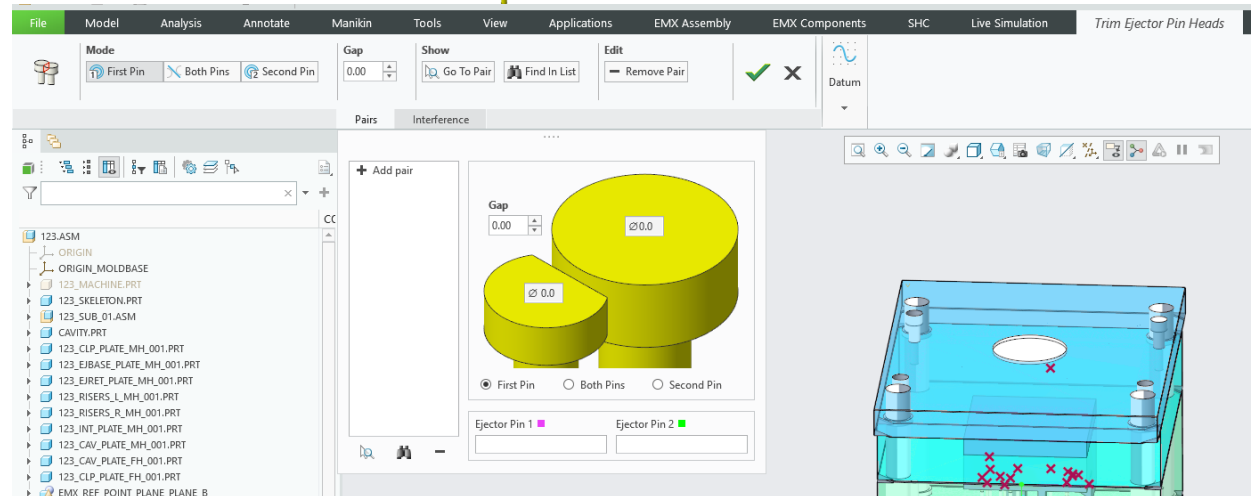 File Model Analysis Annotate Manikin Tools View Applications EMX Assembly EMX Components SHC Live Simulation Trim Ejector Pin Heads
Mode Gap Show Edit
1 First Pin Both Pins 2 Second Pin 0.00 Go To Pair Find In List Remove Pair
Datum
Pairs Interference
+ Add pair
Gap
0.00
Ø0.0
Ø 0.0
First Pin Both Pins Second Pin
Ejector Pin 1 Ejector Pin 2
123.ASM
ORIGIN
ORIGIN_MOLDBASE
123_MACHINE.PRT
123_SKELETON.PRT
123_SUB_01.ASM
CAVITY.PRT
123_CLP_PLATE_MH_001.PRT
123_EJBASE_PLATE_MH_001.PRT
123_EJRET_PLATE_MH_001.PRT
123_RISERS_L_MH_001.PRT
123_RISERS_R_MH_001.PRT
123_INT_PLATE_MH_001.PRT
123_CAV_PLATE_MH_001.PRT
123_CAV_PLATE_FH_001.PRT
123_CLP_PLATE_FH_001.PRT
EMX_REF_POINT_PLANE_PLANE_B